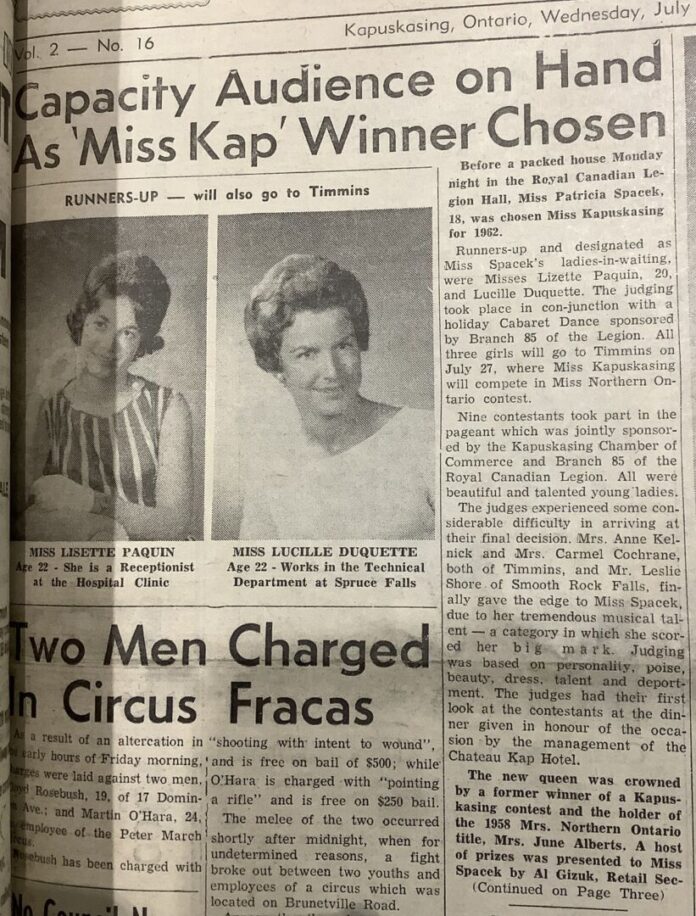 Vol. 2 — No. 16
Kapuskasing, Ontario, Wednesday, July
Capacity Audience on Hand
As 'Miss Kap' Winner Chosen
RUNNERS-UP — will also go to Timmins
MISS LISETTE PAQUIN
Age 22 - She is a Receptionist
at the Hospital Clinic
MISS LUCILLE DUQUETTE
Age 22 - Works in the Technical
Department at Spruce Falls
Before a packed house Monday
night in the Royal Canadian Le-
gion Hall, Miss Patricia Spacek,
18, was chosen Miss Kapuskasing
for 1962.
Runners-up and designated as
Miss Spacek's ladies-in-waiting,
were Misses Lizette Paquin, 20,
and Lucille Duquette. The judging
took place in con-junction with a
holiday Cabaret Dance sponsored
by Branch 85 of the Legion. All
three girls will go to Timmins on
July 27, where Miss Kapuskasing
will compete in Miss Northern On-
tario contest.
Nine contestants took part in the
pageant which was jointly sponsor-
ed by the Kapuskasing Chamber of
Commerce and Branch 85 of the
Royal Canadian Legion. All were
beautiful and talented young ladies.
The judges experienced some con-
siderable difficulty in arriving at
their final decision. Mrs. Anne Kel-
nick and Mrs. Carmel Cochrane,
both of Timmins, and Mr. Leslie
Shore of Smooth Rock Falls, fin-
ally gave the edge to Miss Spacek,
due to her tremendous musical tal-
ent — a category in which she scor-
ed her big mark. Judging
was based on personality, poise,
beauty, dress, talent and deport-
ment. The judges had their first
look at the contestants at the din-
ner given in honour of the occa-
sion by the management of the
Chateau Kap Hotel.
The new queen was crowned
by a former winner of a Kapus-
kasing contest and the holder of
the 1958 Mrs. Northern Ontario
title, Mrs. June Alberts. A host
of prizes was presented to Miss
Spacek by Al Gizuk, Retail Sec-
(Continued on Page Three)
Two Men Charged
In Circus Fracas
As a result of an altercation in
early hours of Friday morning,
were laid against two men,
Rosebush, 19, of 17 Domin-
Ave.; and Martin O'Hara, 24,
employee of the Peter March
Rosebush has been charged with
"shooting with intent to wound",
and is free on bail of $500; while
O'Hara is charged with "pointing
a rifle" and is free on $250 bail.
The melee of the two occurred
shortly after midnight, when for
undetermined reasons, a fight
broke out between two youths and
employees of a circus which was
located on Brunetville Road.
No Council